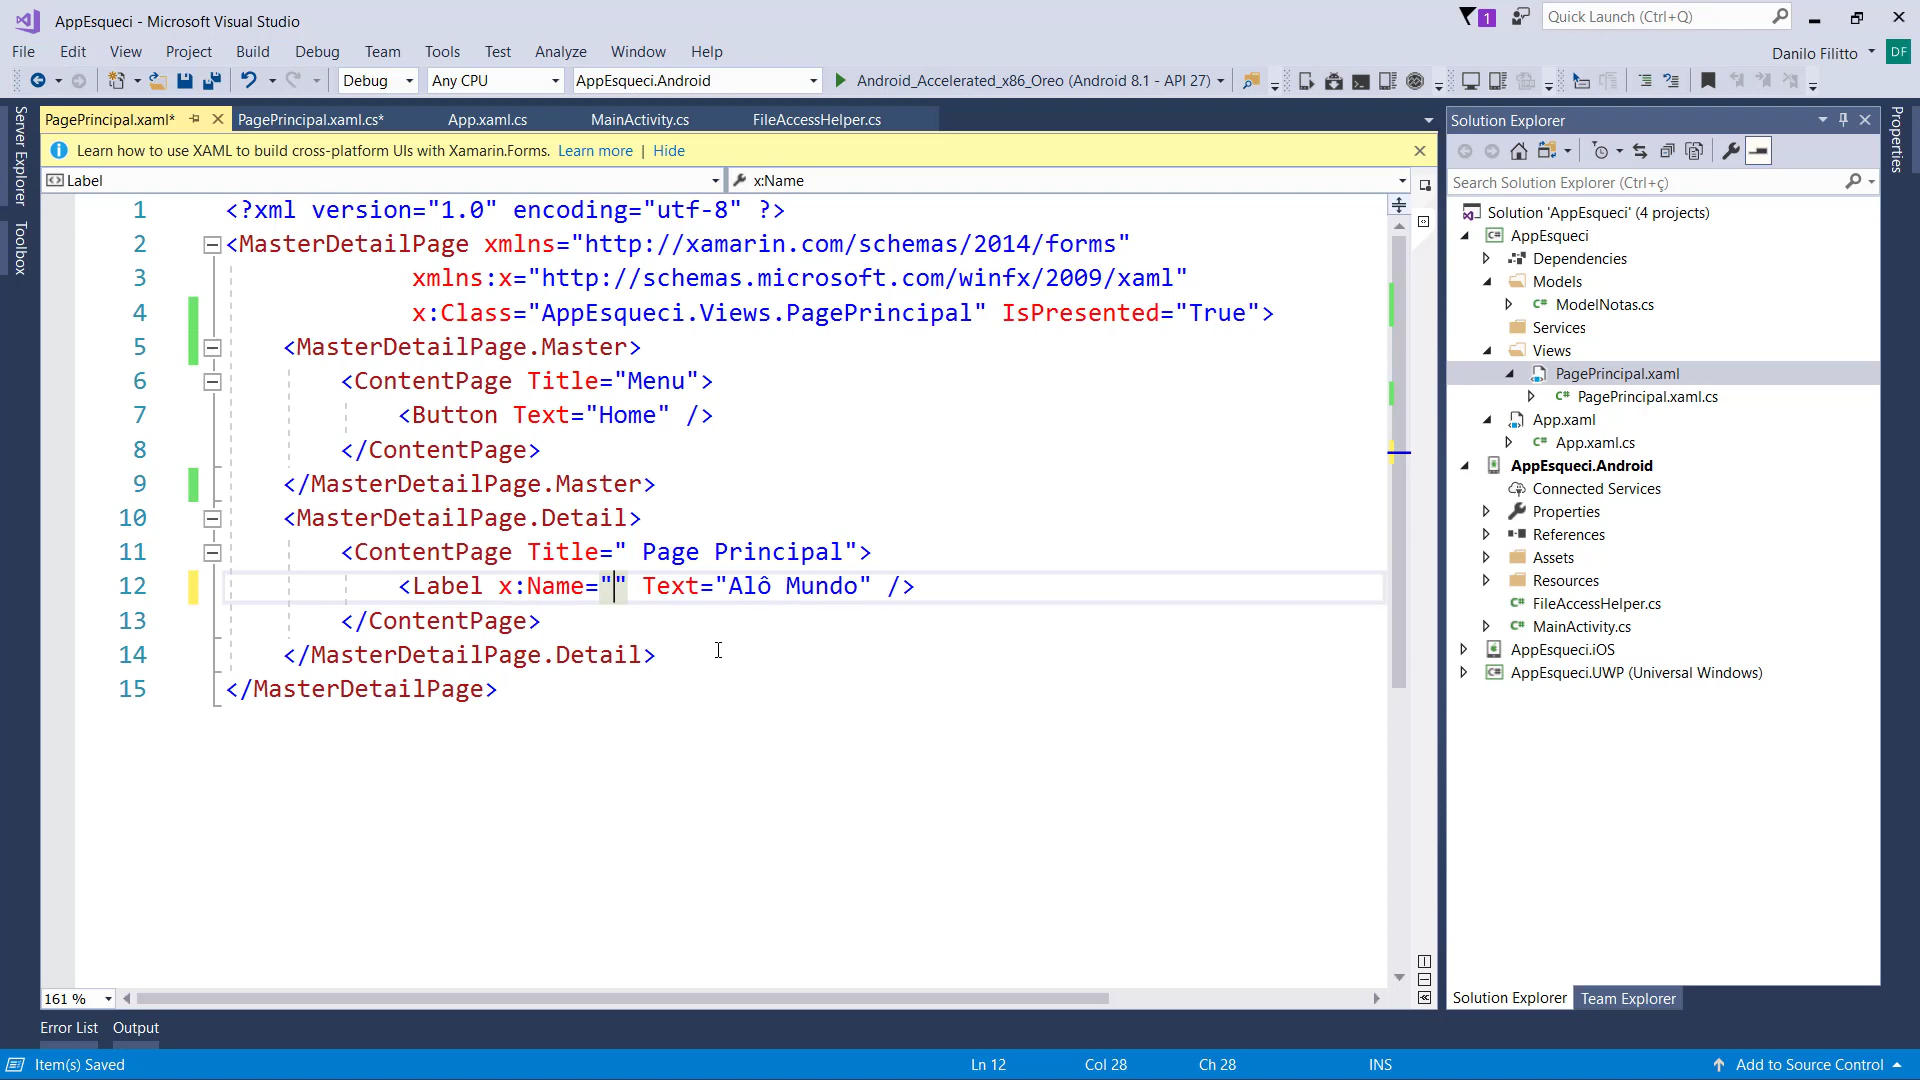 AppEsqueci - Microsoft Visual Studio
1
Quick Launch (Ctrl+Q)
File Edit View Project Build Debug Team Tools Test Analyze Window Help
Danilo Filitto DF
Debug Any CPU AppEsqueci.Android Android_Accelerated_x86_Oreo (Android 8.1 - API 27)
Server Explorer
Toolbox
PagePrincipal.xaml* PagePrincipal.xaml.cs* App.xaml.cs MainActivity.cs FileAccessHelper.cs
Learn how to use XAML to build cross-platform UIs with Xamarin.Forms. Learn more | Hide
Label x:Name
1 <?xml version="1.0" encoding="utf-8" ?>
2 <MasterDetailPage xmlns="http://xamarin.com/schemas/2014/forms"
3 xmlns:x="http://schemas.microsoft.com/winfx/2009/xaml"
4 x:Class="AppEsqueci.Views.PagePrincipal" IsPresented="True">
5 <MasterDetailPage.Master>
6 <ContentPage Title="Menu">
7 <Button Text="Home" />
8 </ContentPage>
9 </MasterDetailPage.Master>
10 <MasterDetailPage.Detail>
11 <ContentPage Title=" Page Principal">
12 <Label x:Name="" Text="Alô Mundo" />
13 </ContentPage>
14 </MasterDetailPage.Detail>
15 </MasterDetailPage>
161 %
Solution Explorer
Search Solution Explorer (Ctrl+ç)
Solution 'AppEsqueci' (4 projects)
AppEsqueci
Dependencies
Models
C# ModelNotas.cs
Services
Views
PagePrincipal.xaml
C# PagePrincipal.xaml.cs
App.xaml
C# App.xaml.cs
AppEsqueci.Android
Connected Services
Properties
References
Assets
Resources
C# FileAccessHelper.cs
C# MainActivity.cs
AppEsqueci.iOS
AppEsqueci.UWP (Universal Windows)
Solution Explorer Team Explorer
Properties
Error List Output
Item(s) Saved Ln 12 Col 28 Ch 28 INS Add to Source Control